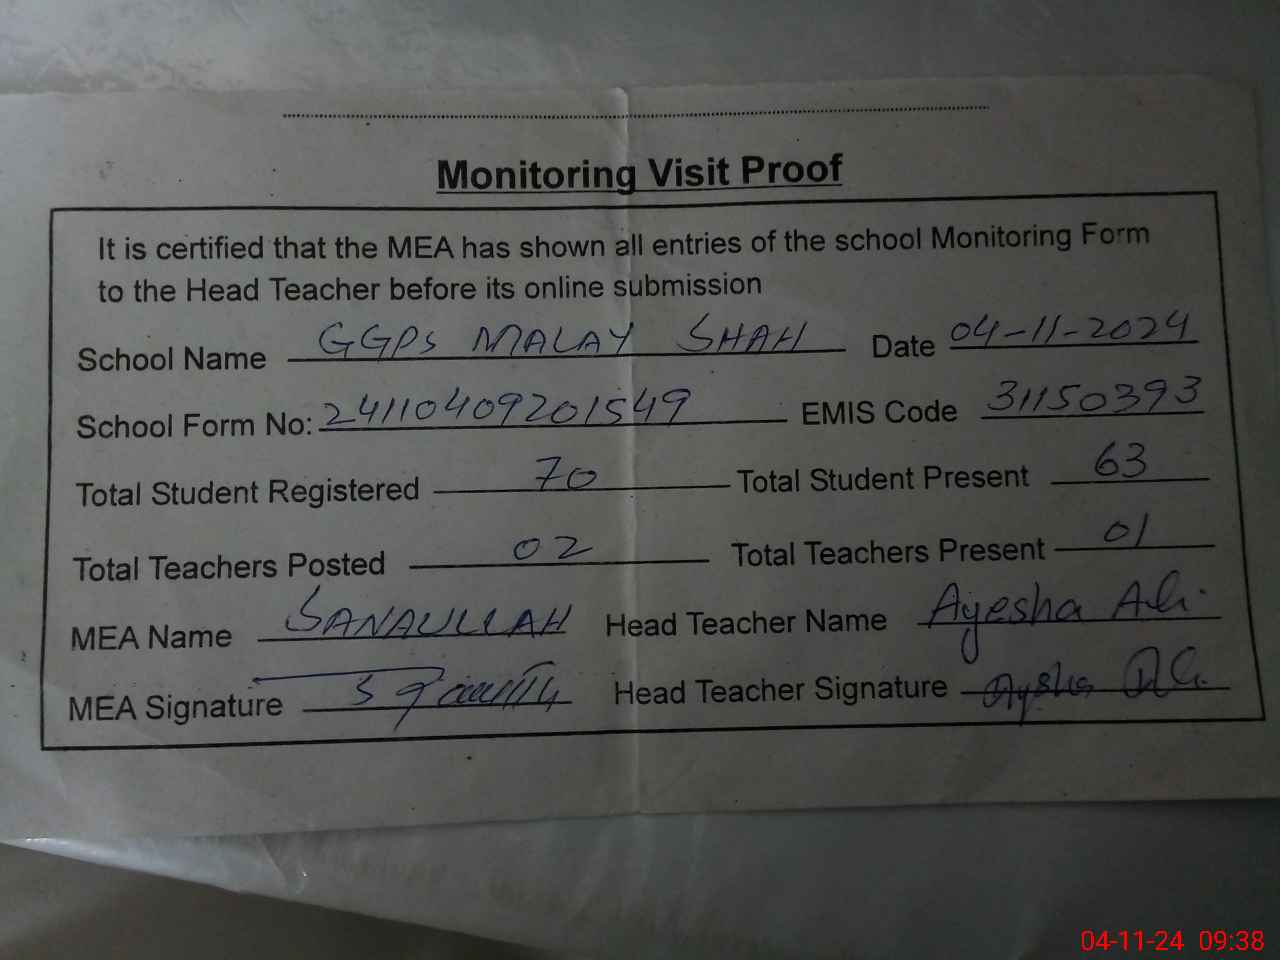 Monitoring Visit Proof
It is certified that the MEA has shown all entries of the school Monitoring Form
to the Head Teacher before its online submission
School Name GGPS MALAY SHAH Date 04-11-2024
School Form No: 24110409201549 EMIS Code 31150393
Total Student Registered 70 Total Student Present 63
Total Teachers Posted 02 Total Teachers Present 01
MEA Name SANAULLAH Head Teacher Name Ayesha Ali
MEA Signature Head Teacher Signature
04-11-24 09:38